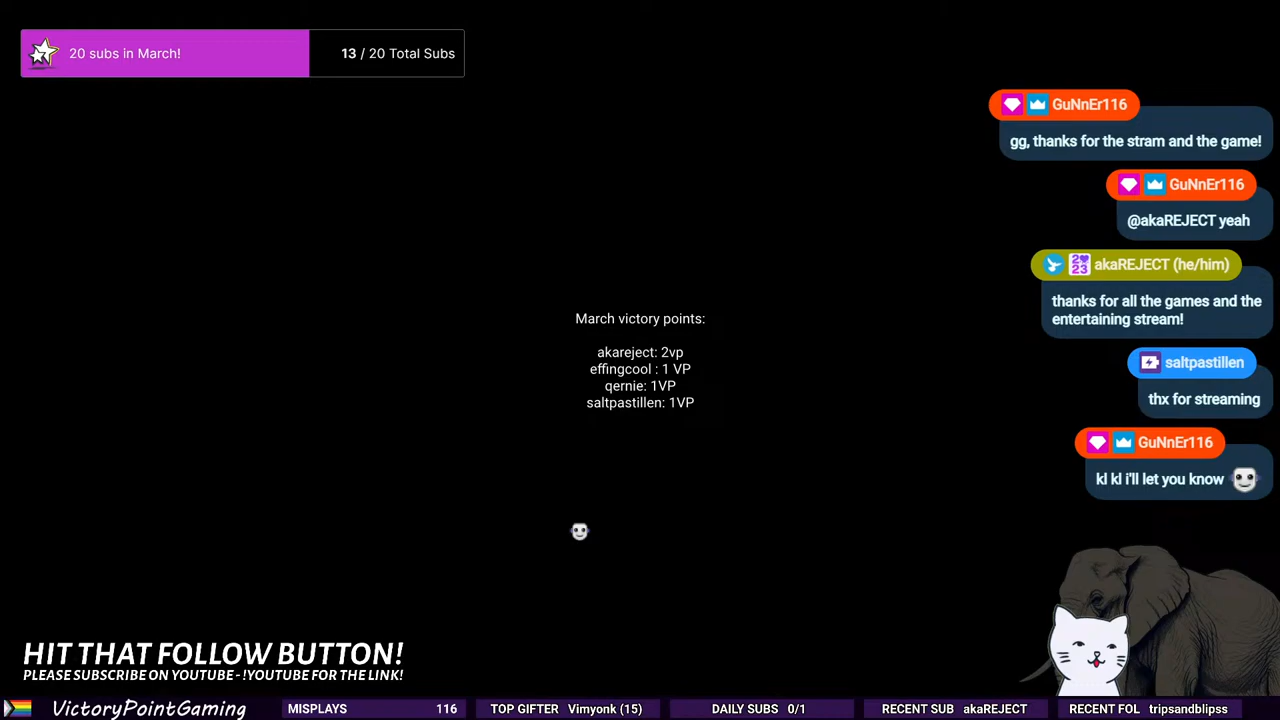 20 subs in March!
13 / 20 Total Subs
GuNnEr116
gg, thanks for the stram and the game!
GuNnEr116
@akaREJECT yeah
2 23 akaREJECT (he/him)
thanks for all the games and the
entertaining stream!
saltpastillen
thx for streaming
GuNnEr116
kl kl i'll let you know
March victory points:
akareject: 2vp
effingcool : 1 VP
qernie: 1VP
saltpastillen: 1VP
HIT THAT FOLLOW BUTTON!
PLEASE SUBSCRIBE ON YOUTUBE - !YOUTUBE FOR THE LINK!
VictoryPointGaming
MISPLAYS 116
TOP GIFTER Vimyonk (15)
DAILY SUBS 0/1
RECENT SUB akaREJECT
RECENT FOL tripsandblipss